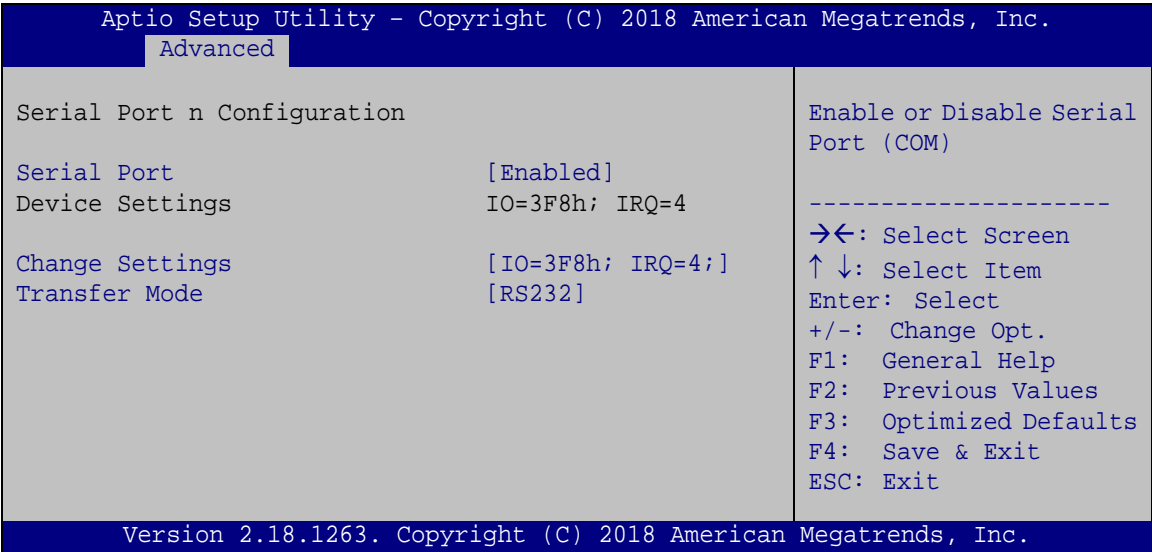 Aptio Setup Utility – Copyright (C) 2018 American Megatrends, Inc.
Advanced
Serial Port n Configuration
Serial Port [Enabled]
Device Settings IO=3F8h; IRQ=4
Change Settings [IO=3F8h; IRQ=4;]
Transfer Mode [RS232]
Enable or Disable Serial
Port (COM)
---------------------
→←: Select Screen
↑ ↓: Select Item
Enter: Select
+/-: Change Opt.
F1: General Help
F2: Previous Values
F3: Optimized Defaults
F4: Save & Exit
ESC: Exit
Version 2.18.1263. Copyright (C) 2018 American Megatrends, Inc.